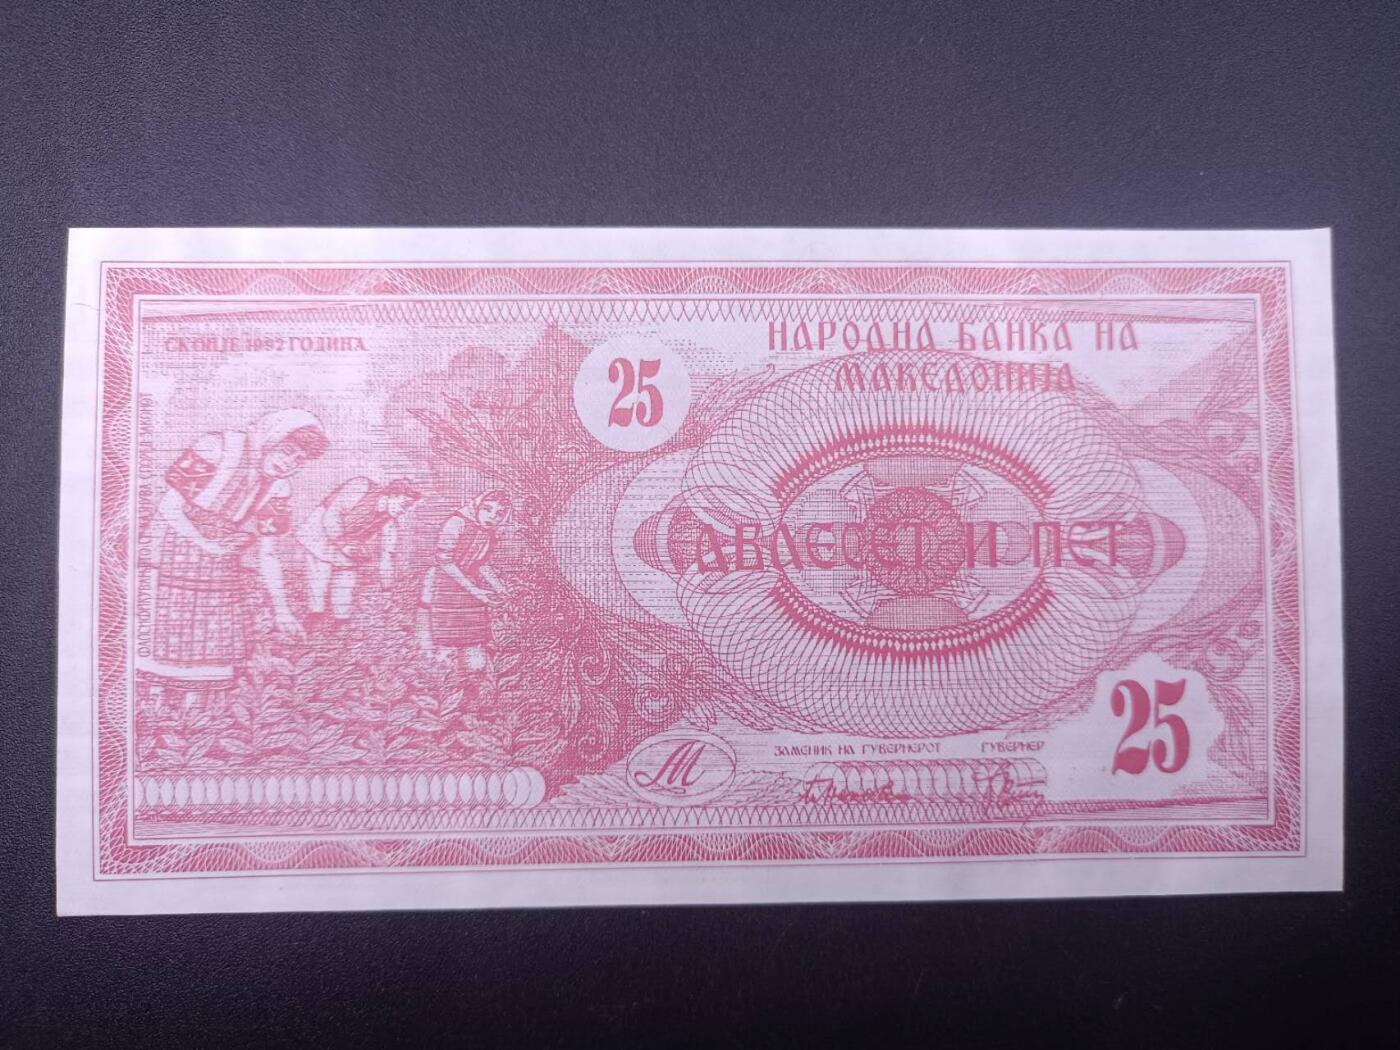 СКОПЈЕ 1992 ГОДИНА
25
НАРОДНА БАНКА НА
МАКЕДОНИЈА
ДВАЕСЕТ И ПЕТ
М
ЗАМЕНИК НА ГУВЕРНЕРОТ ГУВЕРНЕР
25